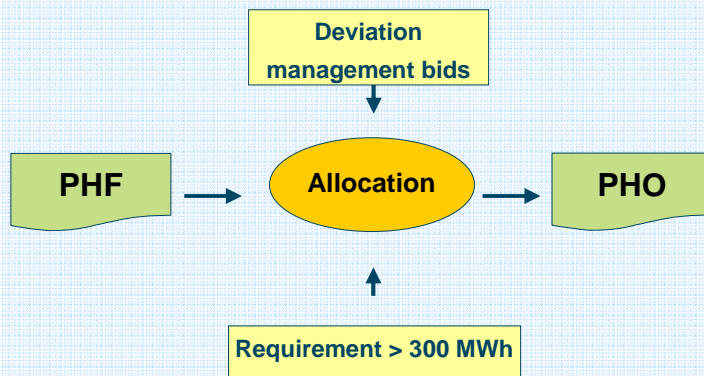 Deviation
management bids
PHF
Allocation
PHO
Requirement > 300 MWh